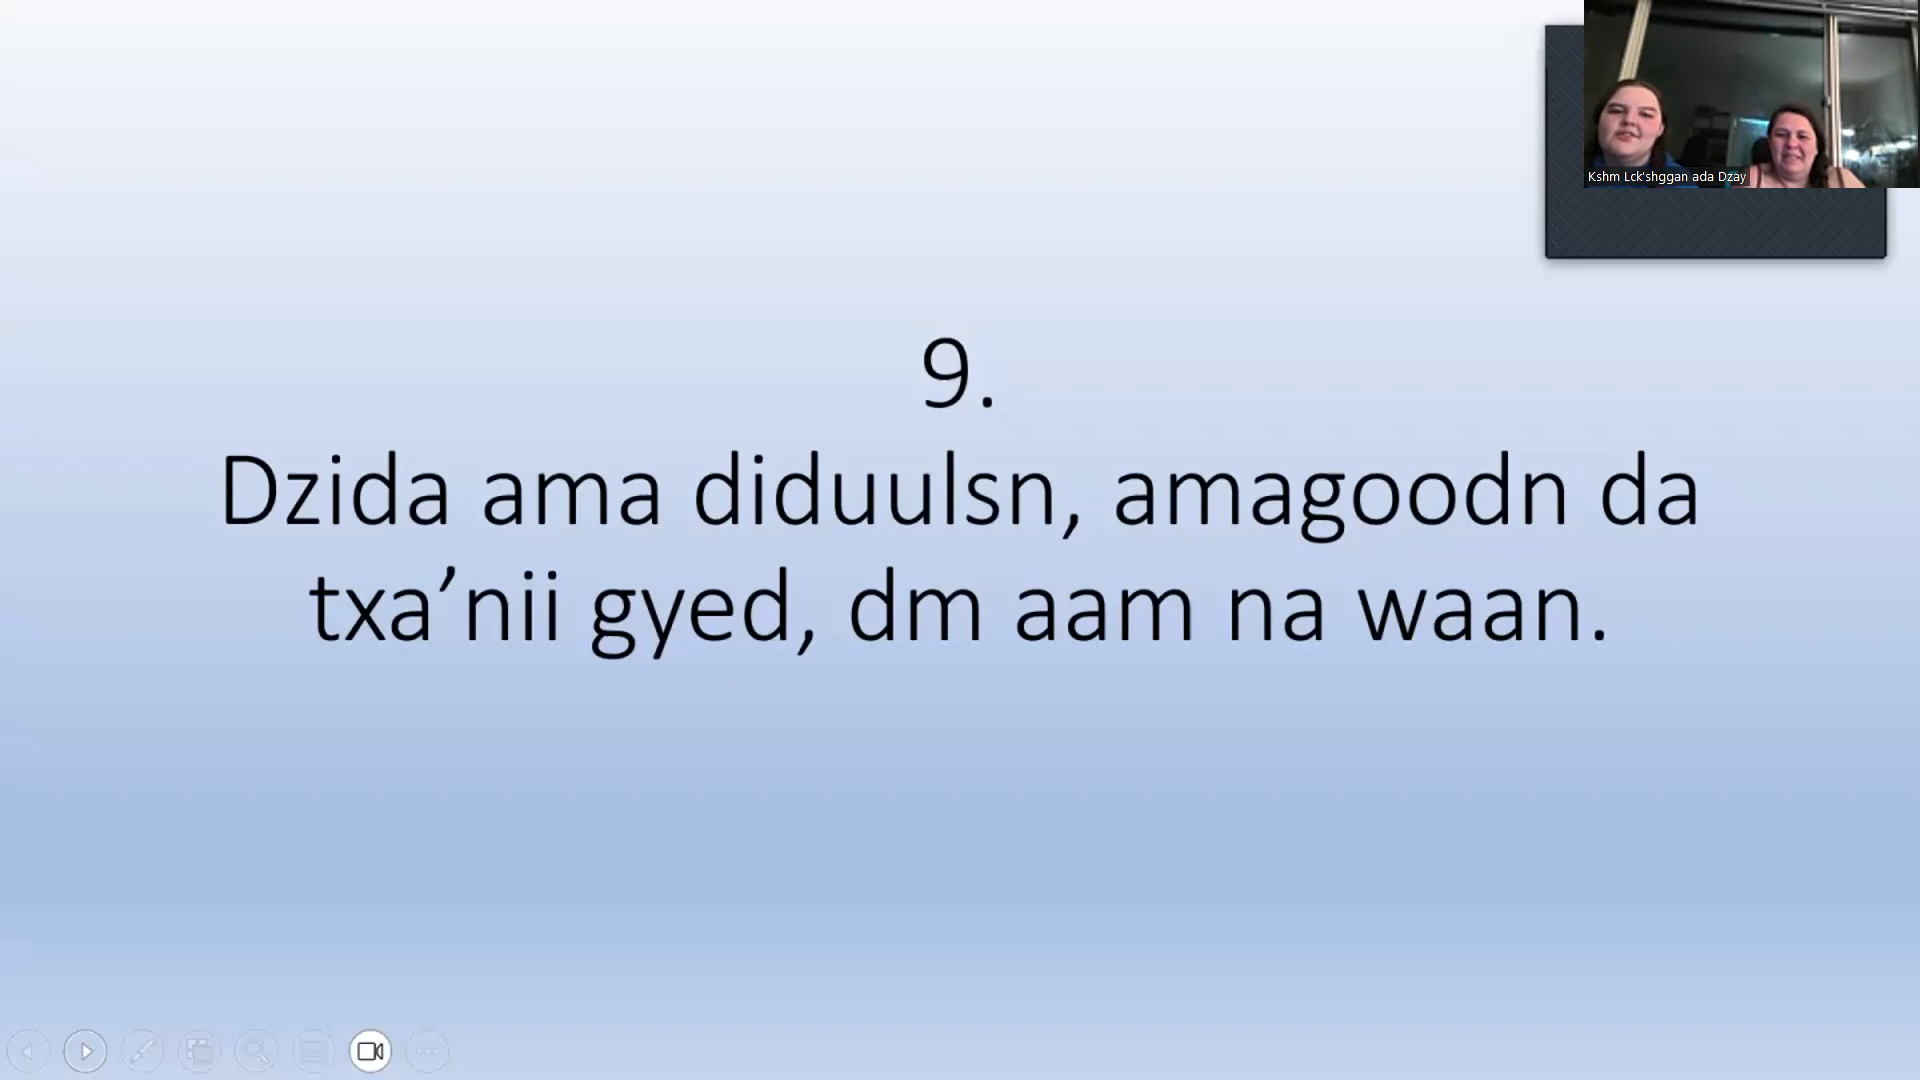 Kshm Lck'shggan ada Dzay
9.
Dzida ama diduulsn, amagoodn da
txa’nii gyed, dm aam na waan.